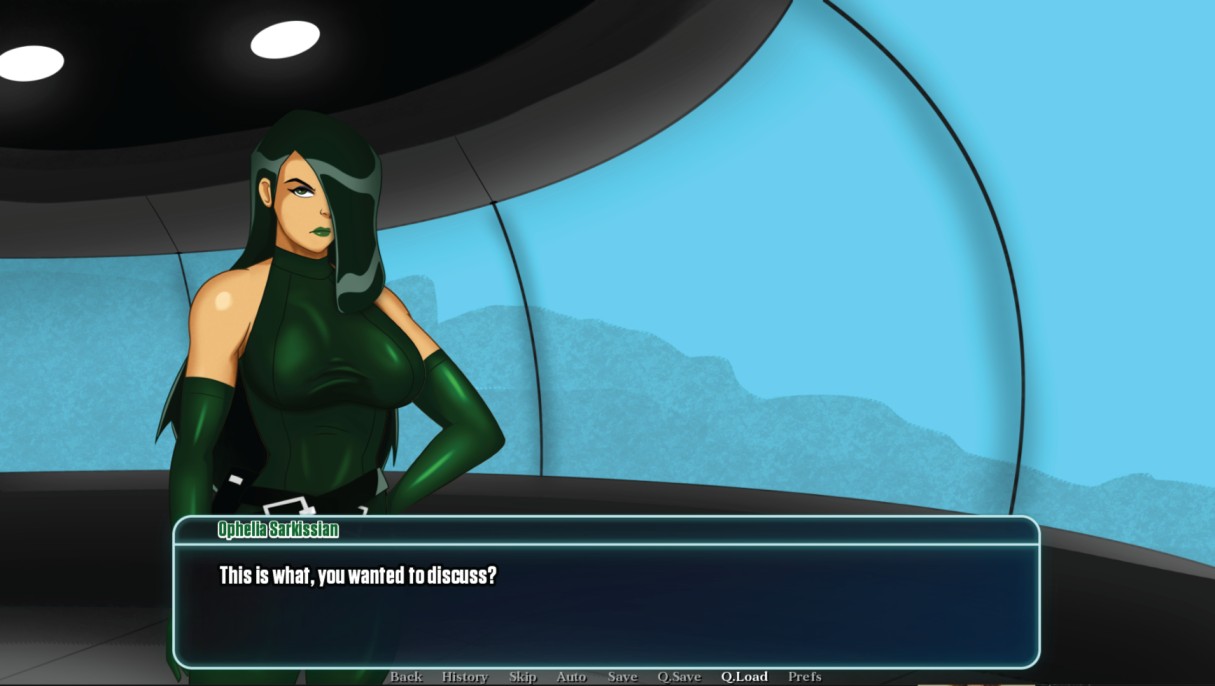 Ophelia Sarkissian
This is what, you wanted to discuss?
Back History Skip Auto Save Q.Save Q.Load Prefs